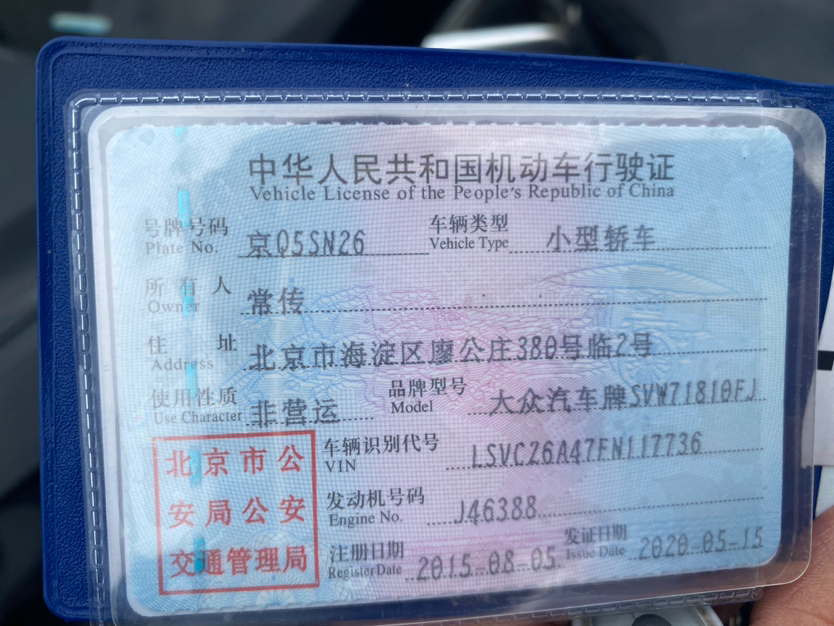 中华人民共和国机动车行驶证
Vehicle License of the People's Republic of China
号牌号码 京Q5SN26 车辆类型 小型轿车
Plate No. Vehicle Type
所有人 常传
Owner
住址 北京市海淀区廖公庄380号临2号
Address
使用性质 非营运 品牌型号 大众汽车牌SVW71810FJ
Use Character Model
北京市公
安局公安
交通管理局
车辆识别代号 LSVC26A47FN117736
VIN
发动机号码 J46388
Engine No.
注册日期 2015-08-05 发证日期 2020-05-15
Register Date Issue Date